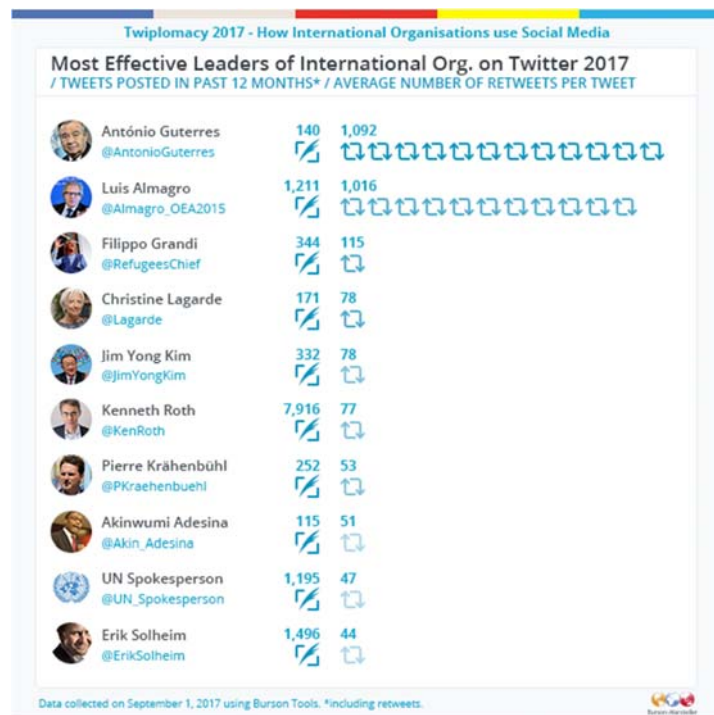 Twiplomacy 2017 - How International Organisations use Social Media
Most Effective Leaders of International Org. on Twitter 2017
/ TWEETS POSTED IN PAST 12 MONTHS* / AVERAGE NUMBER OF RETWEETS PER TWEET
António Guterres 140 1,092
@AntonioGuterres
Luis Almagro 1,211 1,016
@Almagro_OEA2015
Filippo Grandi 344 115
@RefugeesChief
Christine Lagarde 171 78
@Lagarde
Jim Yong Kim 332 78
@JimYongKim
Kenneth Roth 7,916 77
@KenRoth
Pierre Krähenbühl 252 53
@PKraehenbuehl
Akinwumi Adesina 115 51
@Akin_Adesina
UN Spokesperson 1,195 47
@UN_Spokesperson
Erik Solheim 1,496 44
@ErikSolheim
Data collected on September 1, 2017 using Burson Tools. *including retweets.
Burson-Marsteller